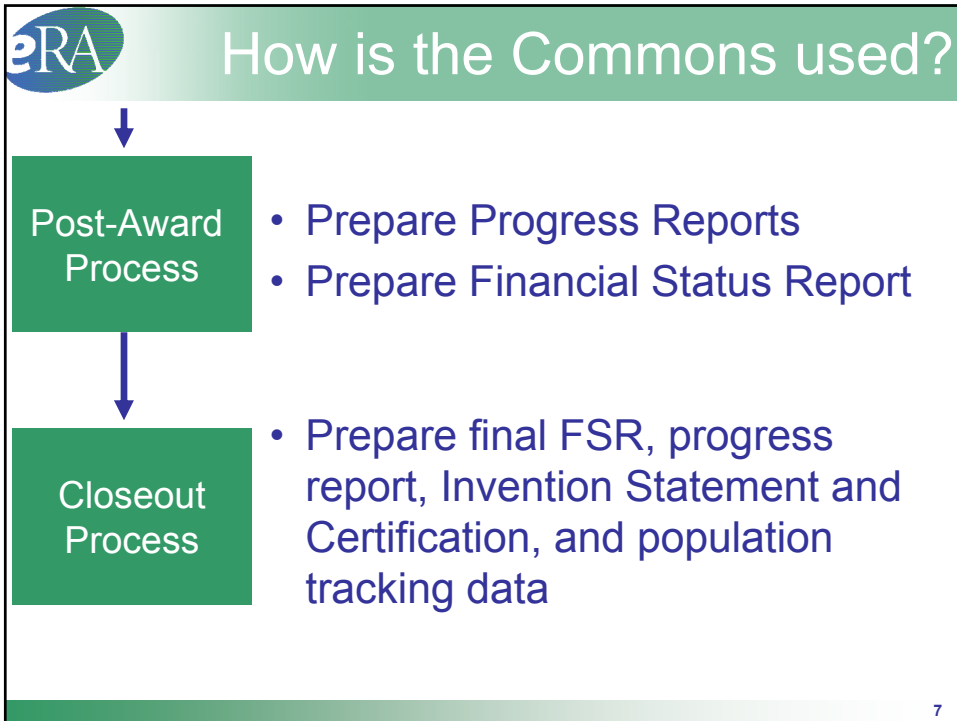 eRA
How is the Commons used?
Post-Award
Process
• Prepare Progress Reports
• Prepare Financial Status Report
Closeout
Process
• Prepare final FSR, progress
report, Invention Statement and
Certification, and population
tracking data
7